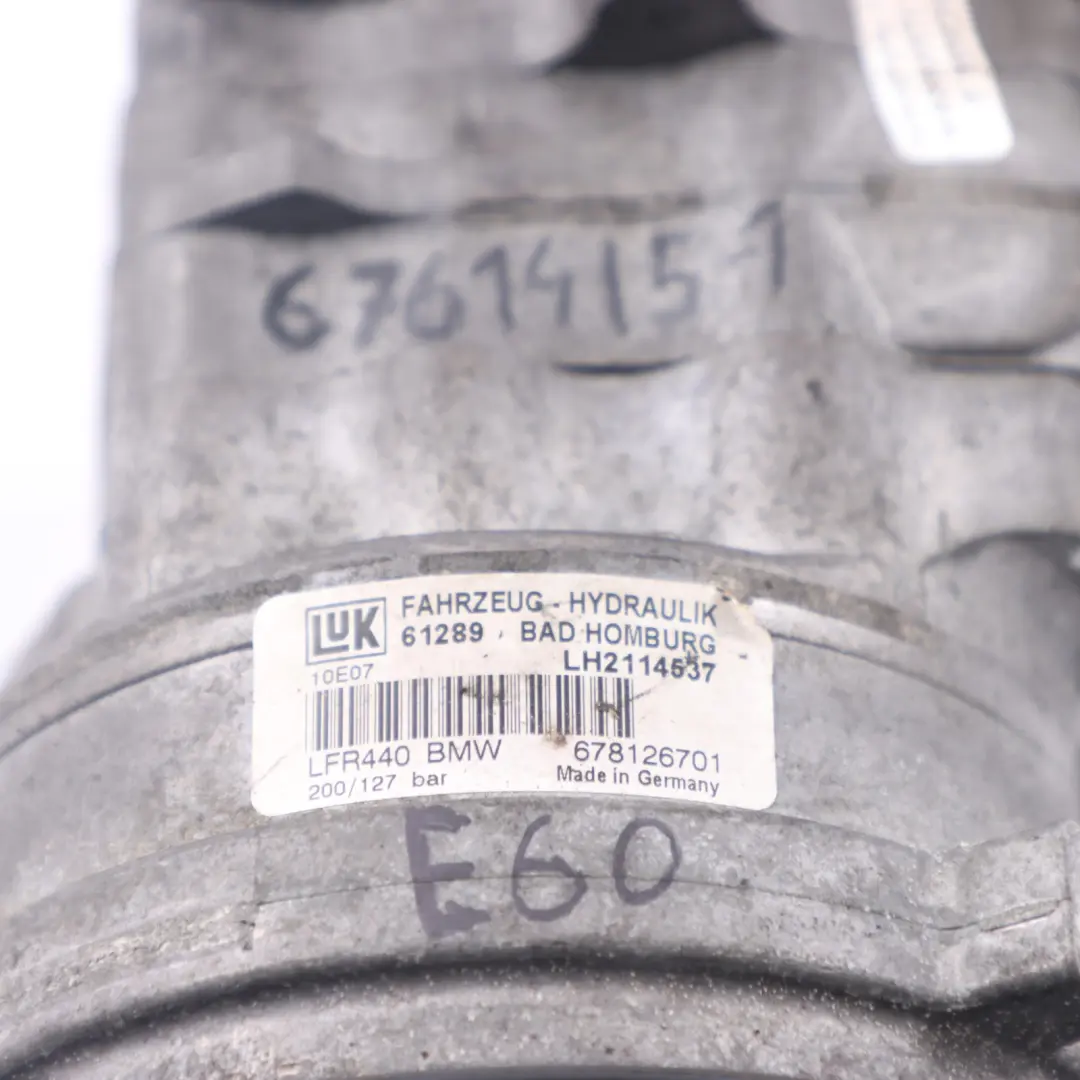 67614151
LUK FAHRZEUG - HYDRAULIK
61289 BAD HOMBURG
LH2114537
10E07
LFR440 BMW 678126701
200/127 bar Made in Germany
E60